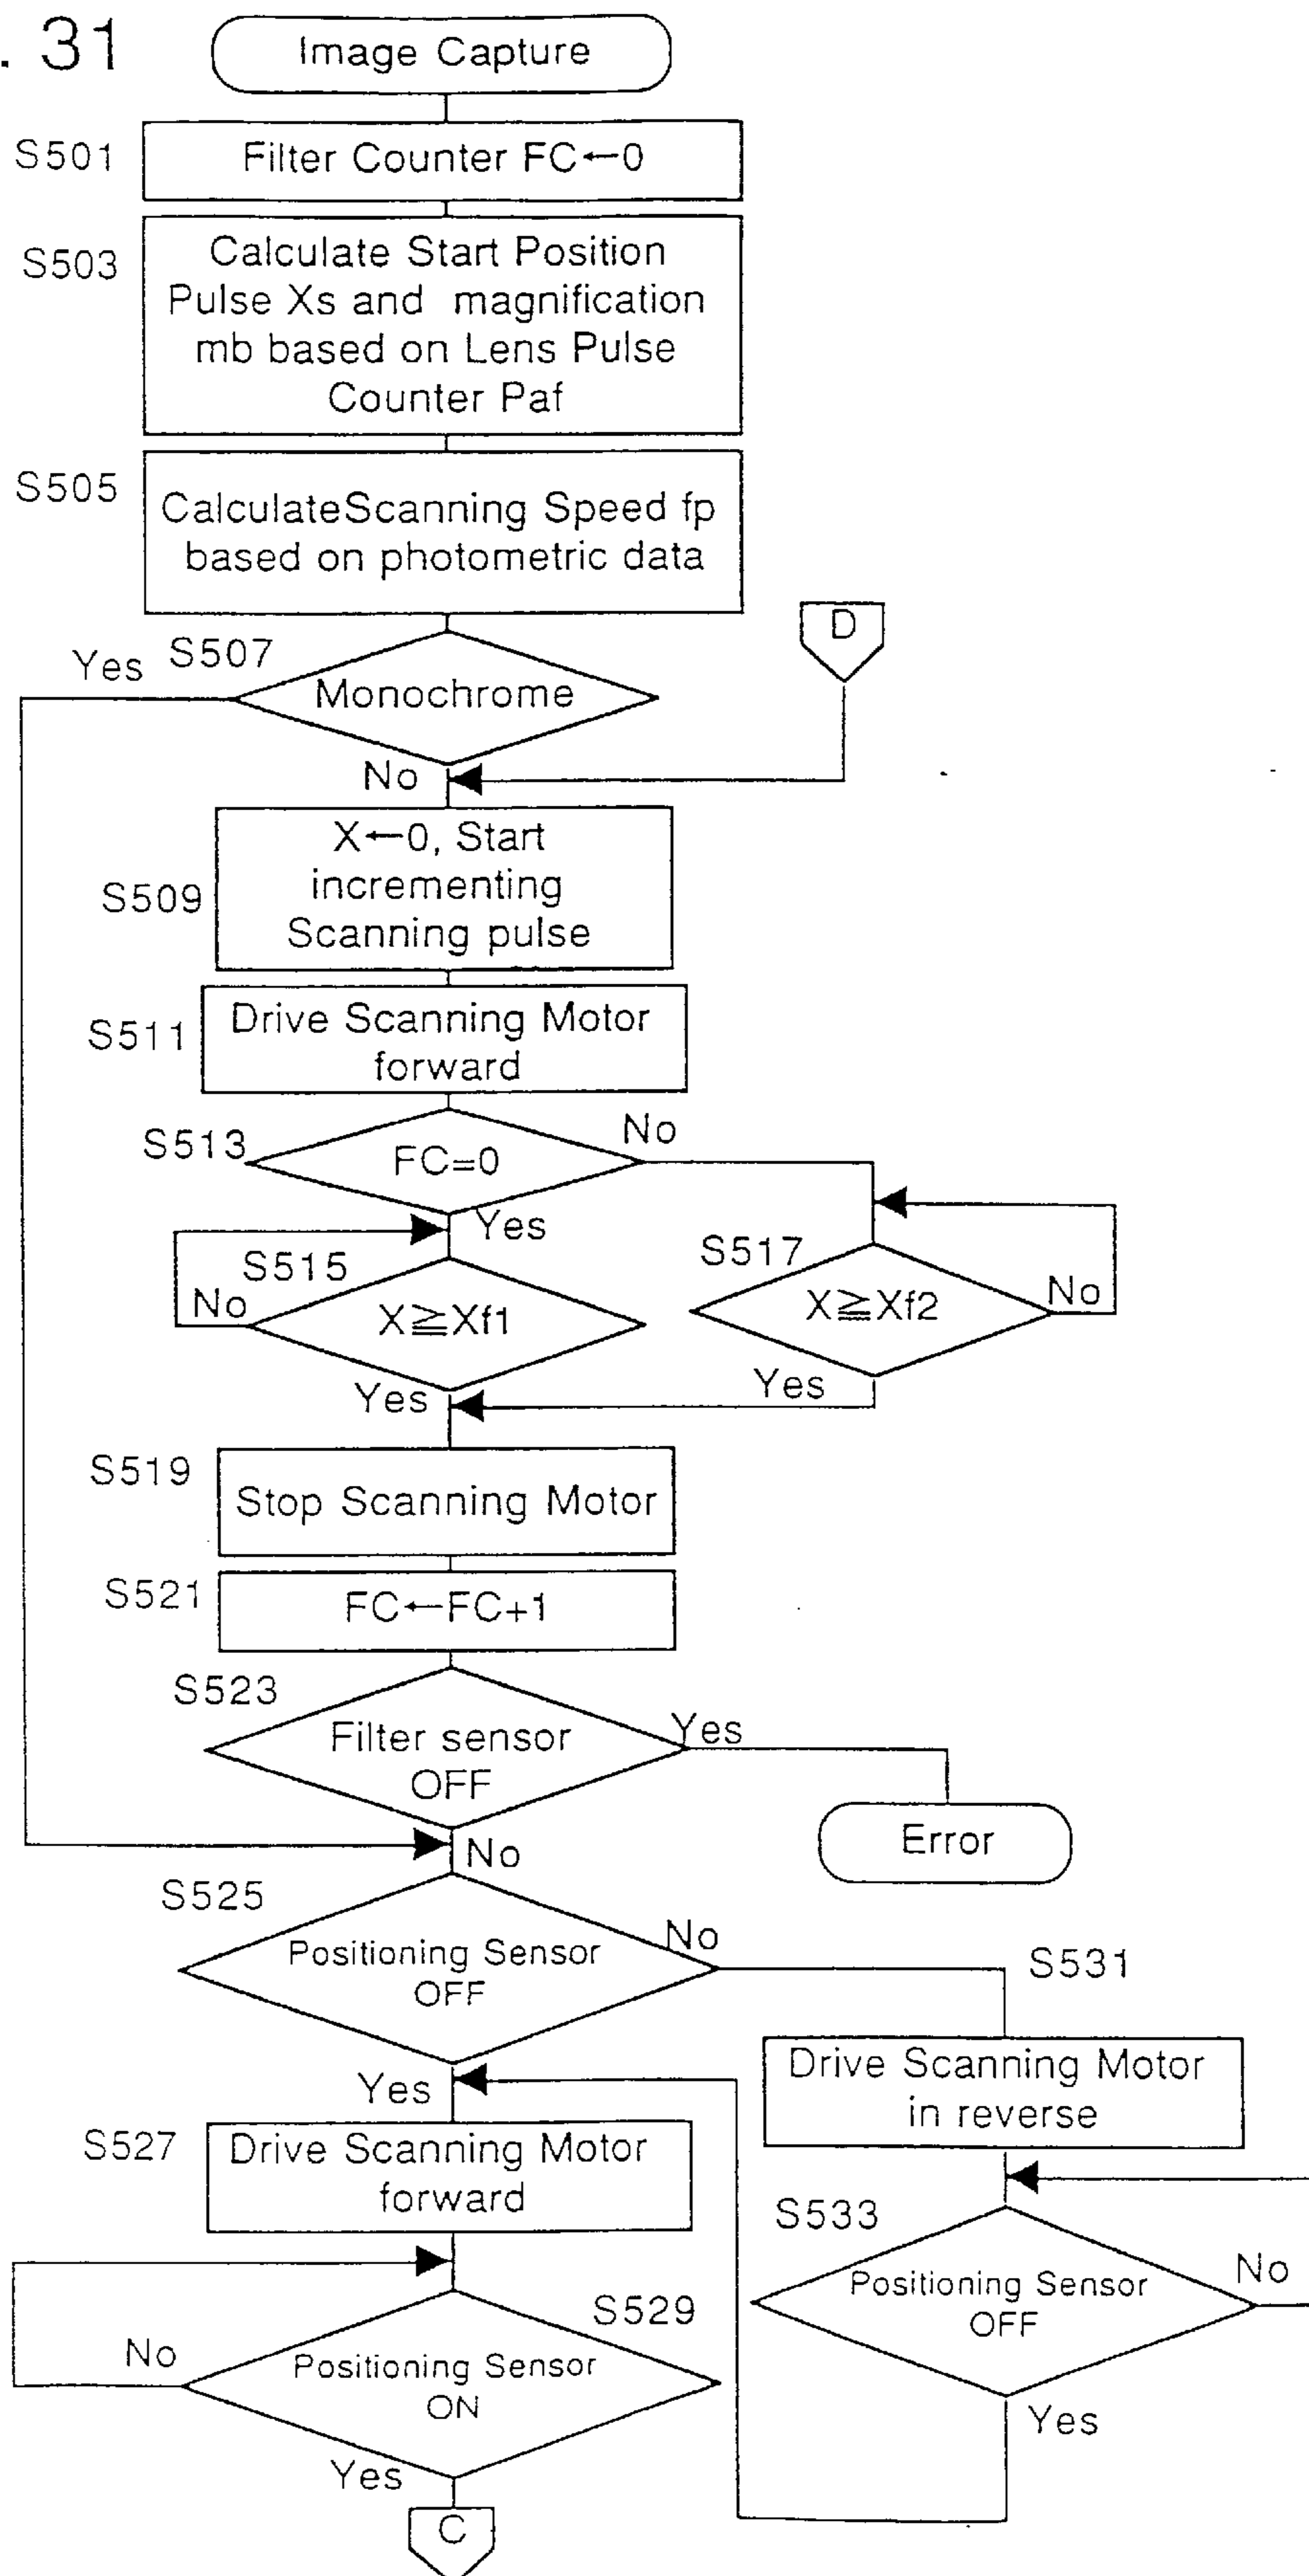 . 31
Image Capture
S501
Filter Counter FC←0
S503
Calculate Start Position
Pulse Xs and magnification
mb based on Lens Pulse
Counter Paf
S505
CalculateScanning Speed fp
based on photometric data
D
Yes
S507
Monochrome
No
S509
X←0, Start
incrementing
Scanning pulse
S511
Drive Scanning Motor
forward
S513
FC=0
No
Yes
S515
X≧Xf1
No
Yes
S517
X≧Xf2
No
Yes
S519
Stop Scanning Motor
S521
FC←FC+1
S523
Filter sensor
OFF
Yes
Error
No
S525
Positioning Sensor
OFF
No
S531
Yes
Drive Scanning Motor
in reverse
S527
Drive Scanning Motor
forward
S533
Positioning Sensor
OFF
No
Yes
S529
Positioning Sensor
ON
No
Yes
C